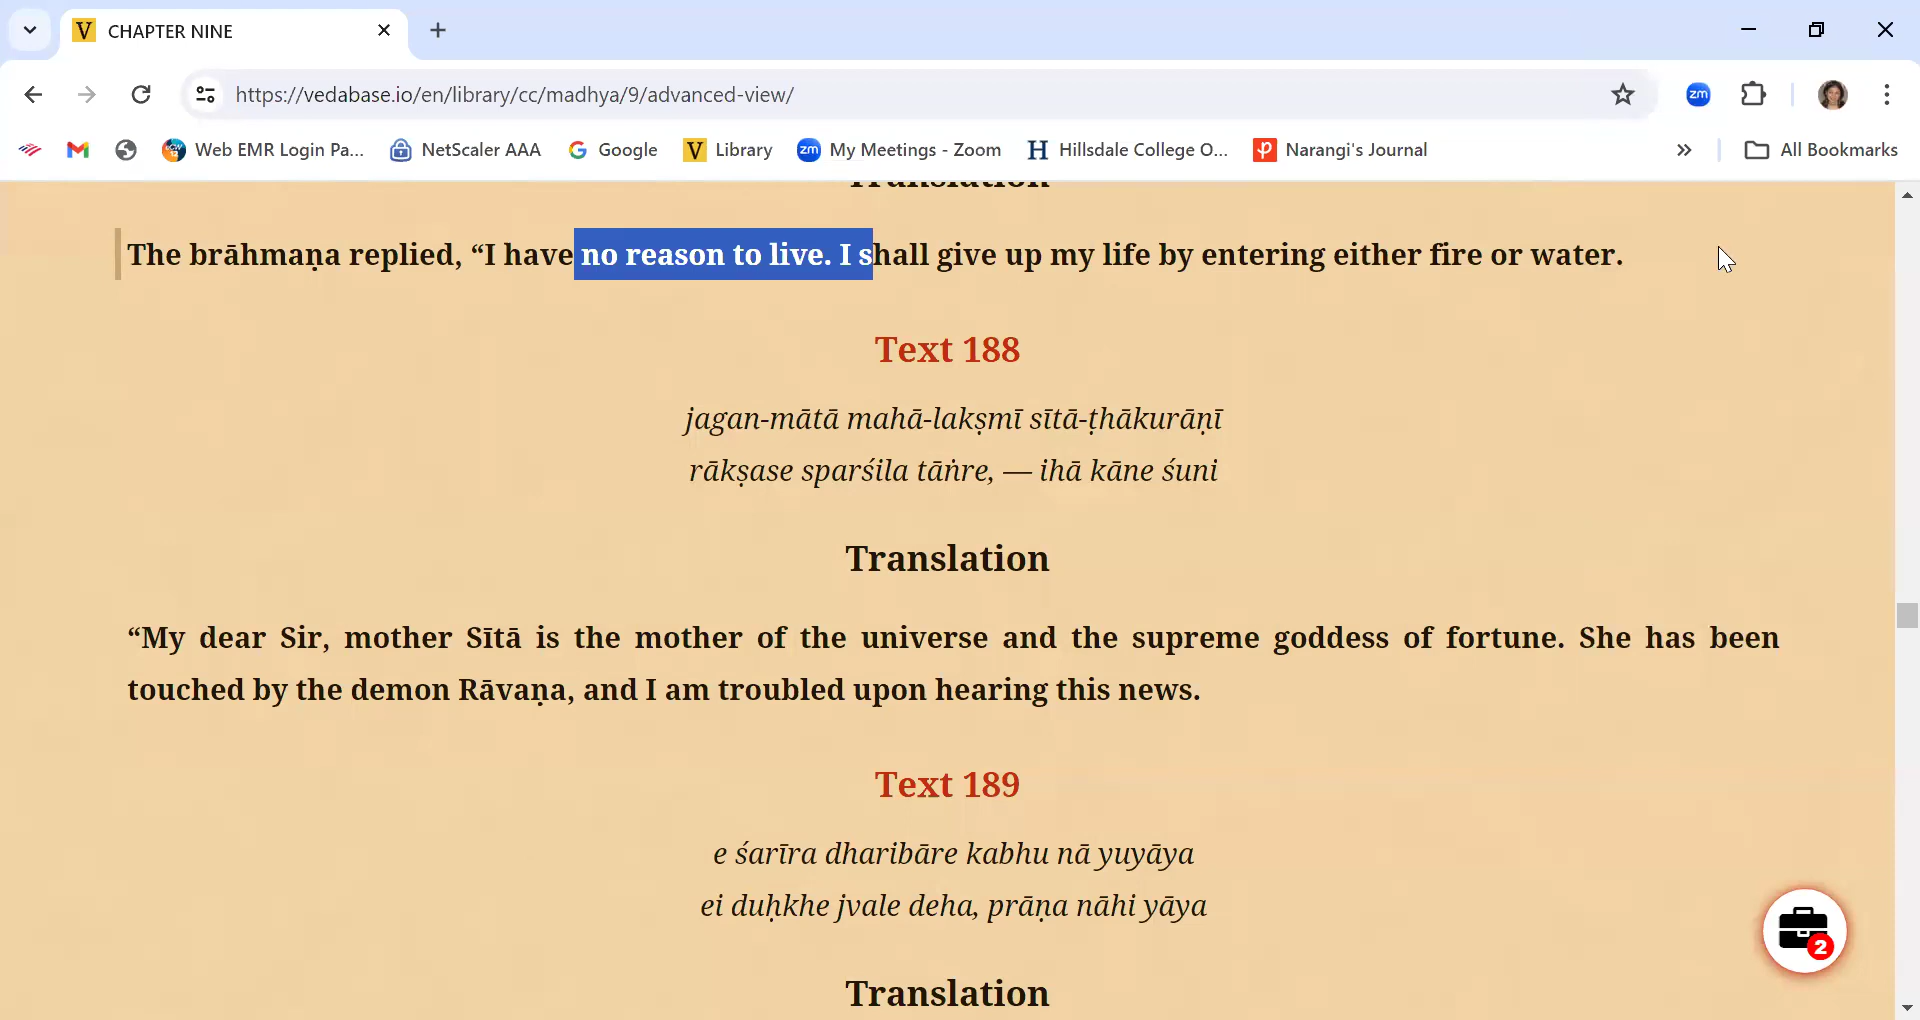 CHAPTER NINE
https://vedabase.io/en/library/cc/madhya/9/advanced-view/
zm
Web EMR Login Pa... NetScaler AAA Google Library My Meetings - Zoom Hillsdale College O... Narangi's Journal All Bookmarks
Translation
The brāhmaṇa replied, “I have no reason to live. I shall give up my life by entering either fire or water.
Text 188
jagan-mātā mahā-lakṣmī sītā-ṭhākurāṇī
rākṣase sparśila tāṅre, — ihā kāne śuni
Translation
“My dear Sir, mother Sītā is the mother of the universe and the supreme goddess of fortune. She has been
touched by the demon Rāvaṇa, and I am troubled upon hearing this news.
Text 189
e śarīra dharibāre kabhu nā yuyāya
ei duḥkhe jvale deha, prāṇa nāhi yāya
2
Translation